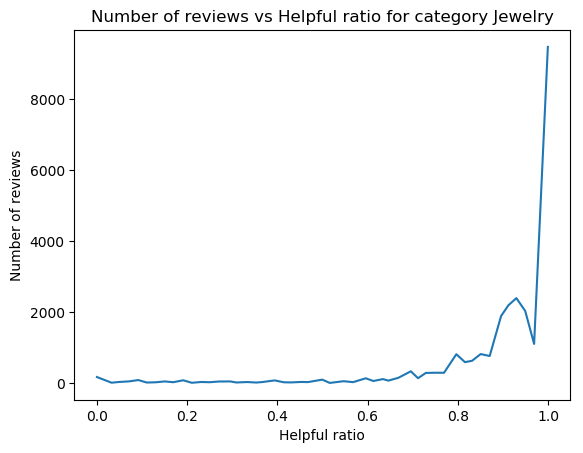 Number of reviews vs Helpful ratio for category Jewelry
Number of reviews
8000
6000
4000
2000
0
0.0 0.2 0.4 0.6 0.8 1.0
Helpful ratio